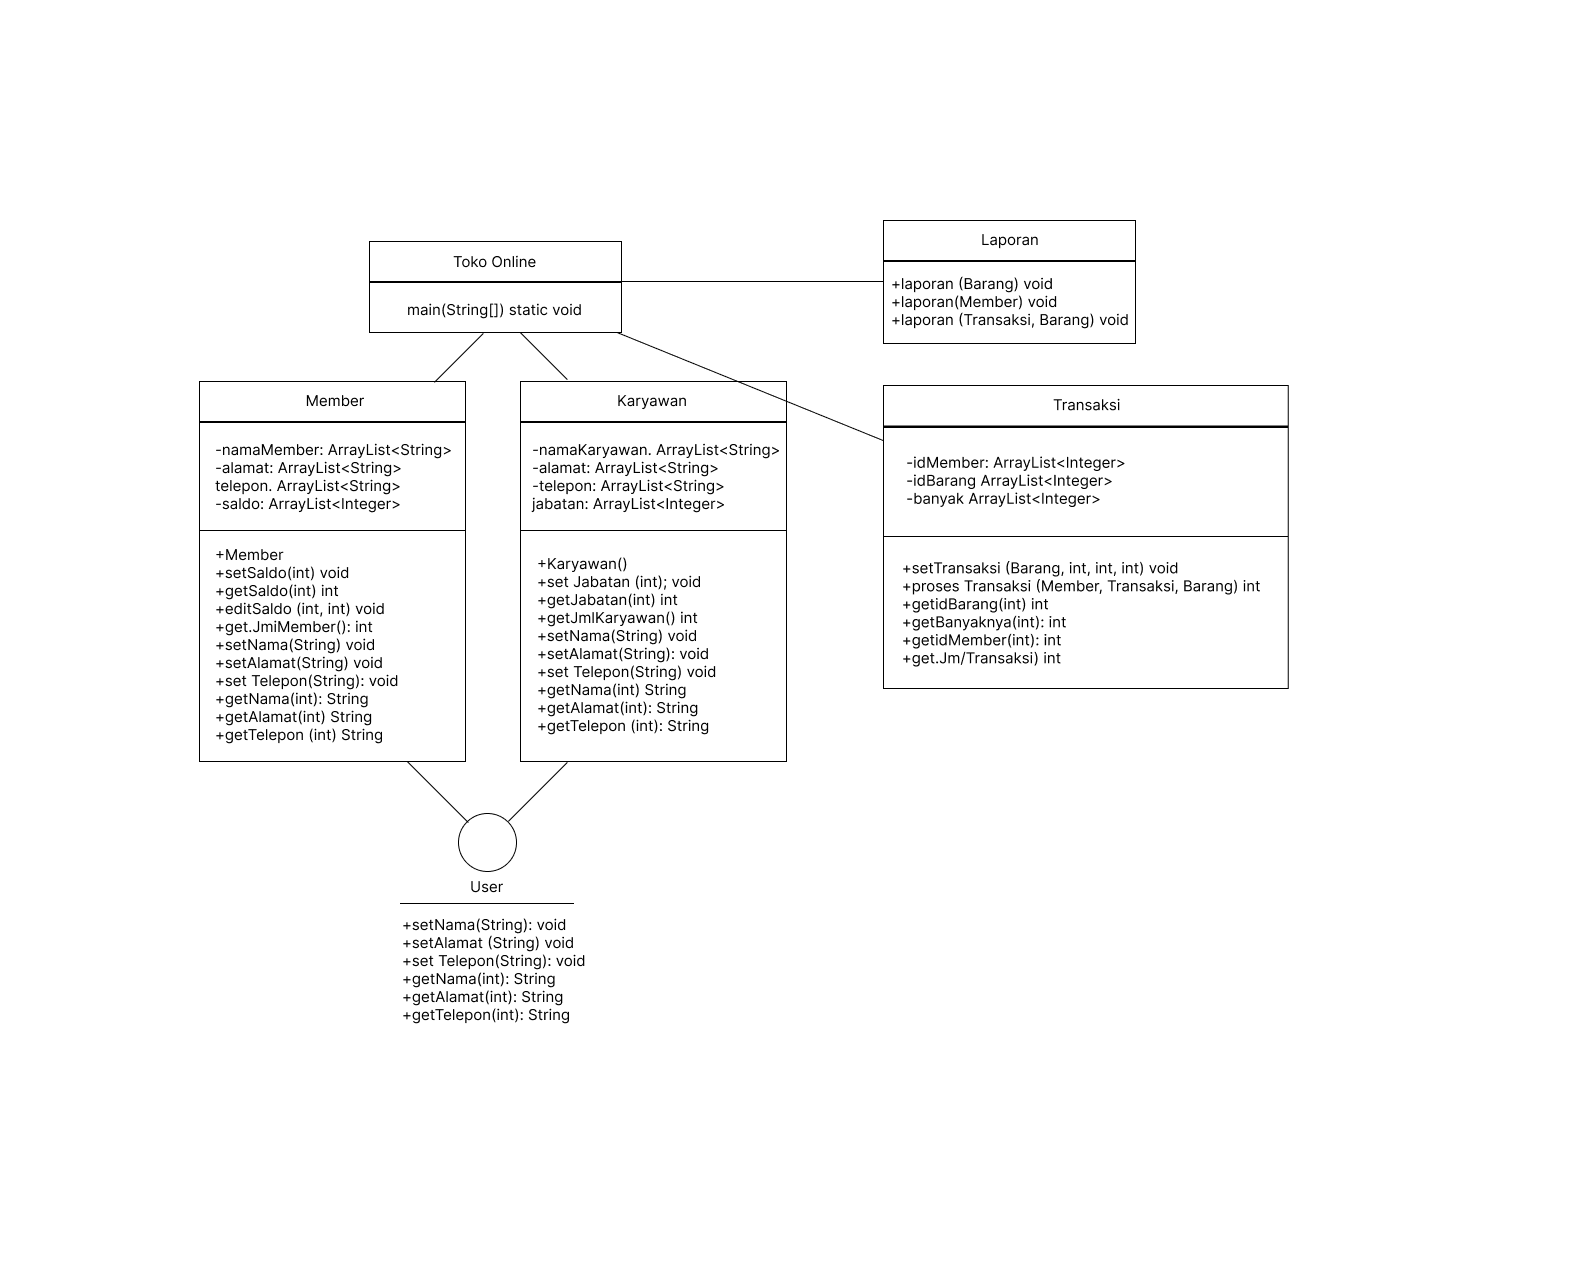 Toko Online
main(String[]) static void
Laporan
+laporan (Barang) void
+laporan(Member) void
+laporan (Transaksi, Barang) void
Member
-namaMember: ArrayList<String>
-alamat: ArrayList<String>
telepon. ArrayList<String>
-saldo: ArrayList<Integer>
+Member
+setSaldo(int) void
+getSaldo(int) int
+editSaldo (int, int) void
+get.JmiMember(): int
+setNama(String) void
+setAlamat(String) void
+set Telepon(String): void
+getNama(int): String
+getAlamat(int) String
+getTelepon (int) String
Karyawan
-namaKaryawan. ArrayList<String>
-alamat: ArrayList<String>
-telepon: ArrayList<String>
jabatan: ArrayList<Integer>
+Karyawan()
+set Jabatan (int); void
+getJabatan(int) int
+getJmlKaryawan() int
+setNama(String) void
+setAlamat(String): void
+set Telepon(String) void
+getNama(int) String
+getAlamat(int): String
+getTelepon (int): String
Transaksi
-idMember: ArrayList<Integer>
-idBarang ArrayList<Integer>
-banyak ArrayList<Integer>
+setTransaksi (Barang, int, int, int) void
+proses Transaksi (Member, Transaksi, Barang) int
+getidBarang(int) int
+getBanyaknya(int): int
+getidMember(int): int
+get.Jm/Transaksi) int
User
+setNama(String): void
+setAlamat (String) void
+set Telepon(String): void
+getNama(int): String
+getAlamat(int): String
+getTelepon(int): String